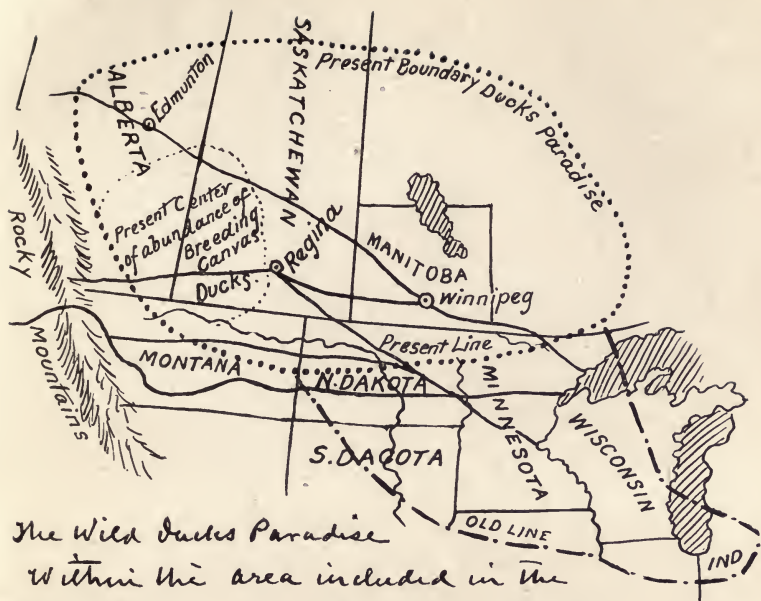 SASKATCHEWAN
Present Boundary Ducks Paradise
ALBERTA
Edmunton
Present Center
of abundance of
Breeding
Canvas
Ducks.
Regina
MANITOBA
Winnipeg
Rocky
Mountains
Present Line
MONTANA
N.DAKOTA
MINNESOTA
WISCONSIN
S.DACOTA
OLD LINE
IND
The Wild Ducks Paradise
Within the area included in the